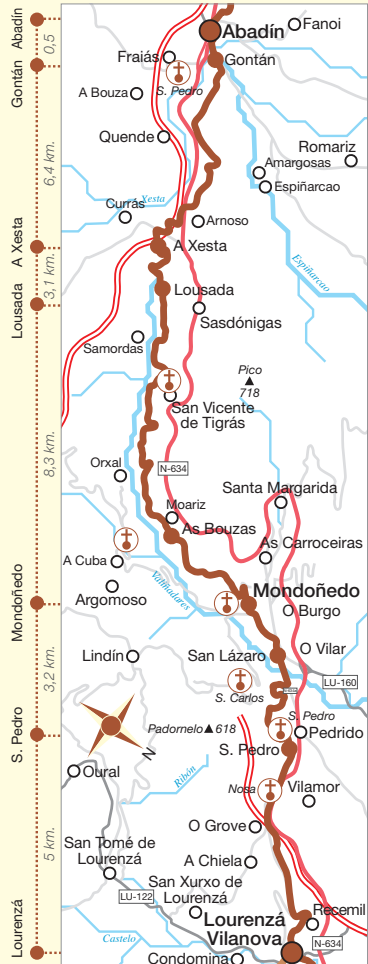 Abadín
0,5
Gontán
6,4 km.
A Xesta
3,1 km.
Lousada
8,3 km.
Mondoñedo
3,2 km.
S. Pedro
5 km.
Lourenzá
Fanoi
Abadín
Fraiás
Gontán
S. Pedro
A Bouza
Quende
Romariz
Amargosas
Espiñarcao
Xesta
Currás
Arnoso
A Xesta
Espiñarcao
Lousada
Sasdónigas
Samordas
Pico
718
San Vicente
de Tigrás
Orxal
N-634
Santa Margarida
Moariz
As Bouzas
As Carroceiras
A Cuba
Valiñadares
Argomoso
Mondoñedo
O Burgo
Lindín
San Lázaro
O Vilar
LU-160
S. Carlos
S. Pedro
Padornelo 618
Pedrido
S. Pedro
N
Oural
Ribón
Nosa
Vilamor
O Grove
San Tomé de
Lourenzá
A Chiela
LU-122
San Xurxo de
Lourenzá
Lourenzá
Vilanova
Recemil
N-634
Castelo
Condomina